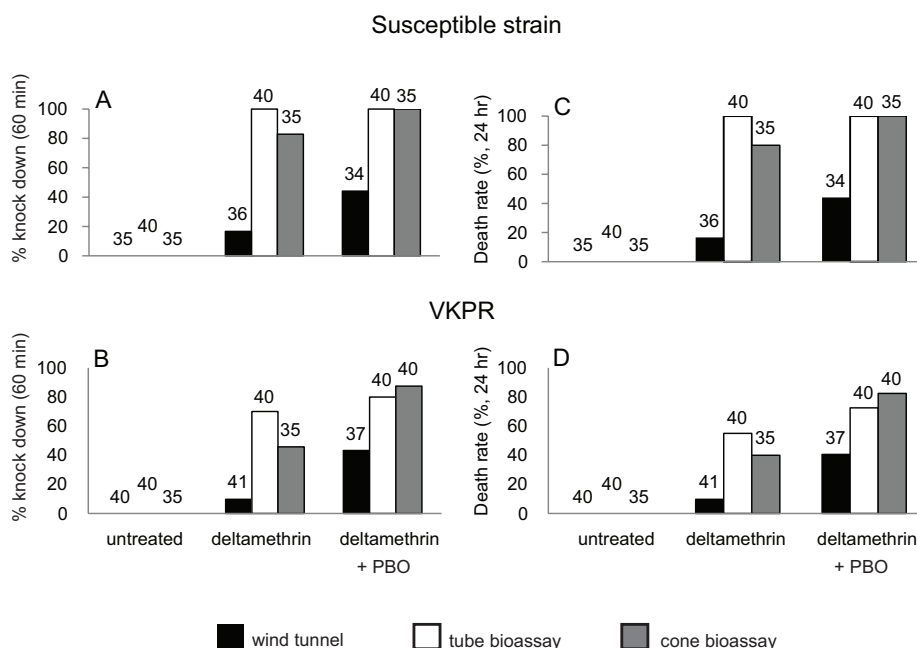 Susceptible strain
A
% knock down (60 min)
100
80
60
40
20
0
35 40 35
36 40 35
34 40 35
C
Death rate (%, 24 hr)
100
80
60
40
20
0
35 40 35
36 40 35
34 40 35
VKPR
B
% knock down (60 min)
100
80
60
40
20
0
40 40 35
41 40 35
37 40 40
untreated deltamethrin deltamethrin
+ PBO
D
Death rate (%, 24 hr)
100
80
60
40
20
0
40 40 35
41 40 35
37 40 40
untreated deltamethrin deltamethrin
+ PBO
wind tunnel tube bioassay cone bioassay